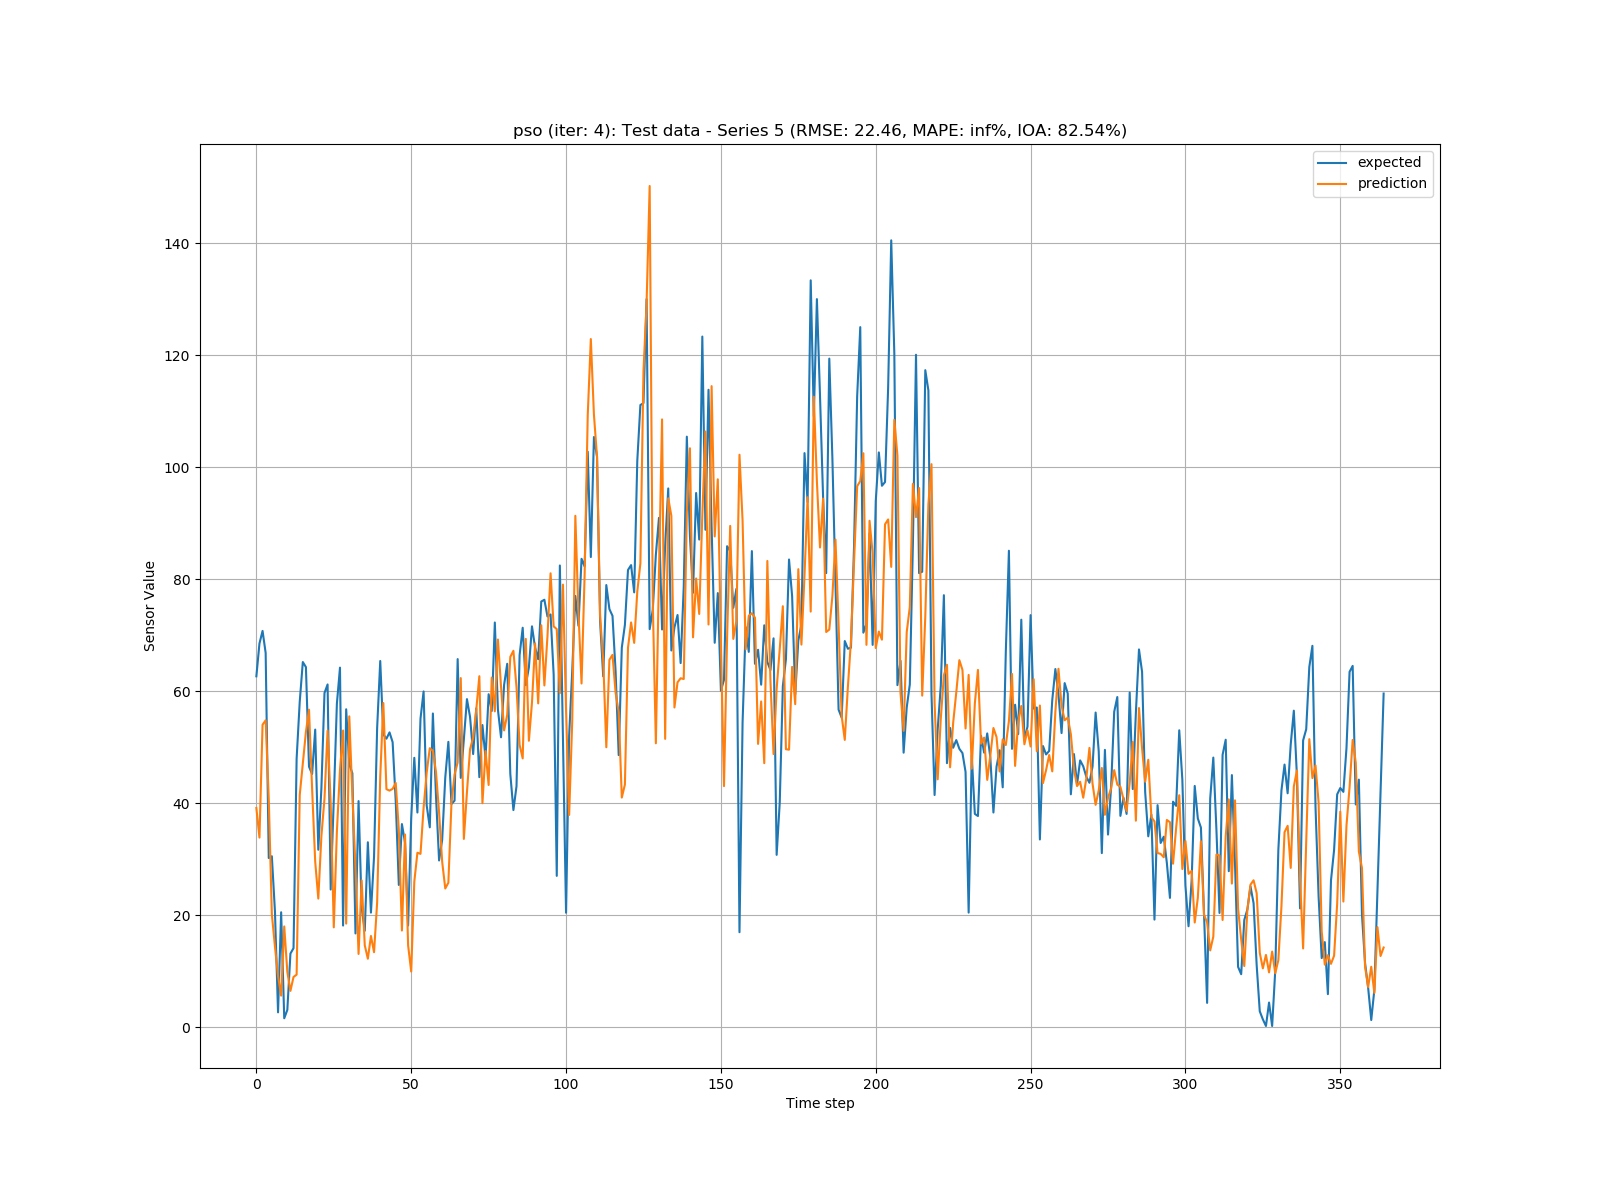 pso (iter: 4): Test data - Series 5 (RMSE: 22.46, MAPE: inf%, IOA: 82.54%)
expected
prediction
Sensor Value
140
120
100
80
60
40
20
0
0 50 100 150 200 250 300 350
Time step